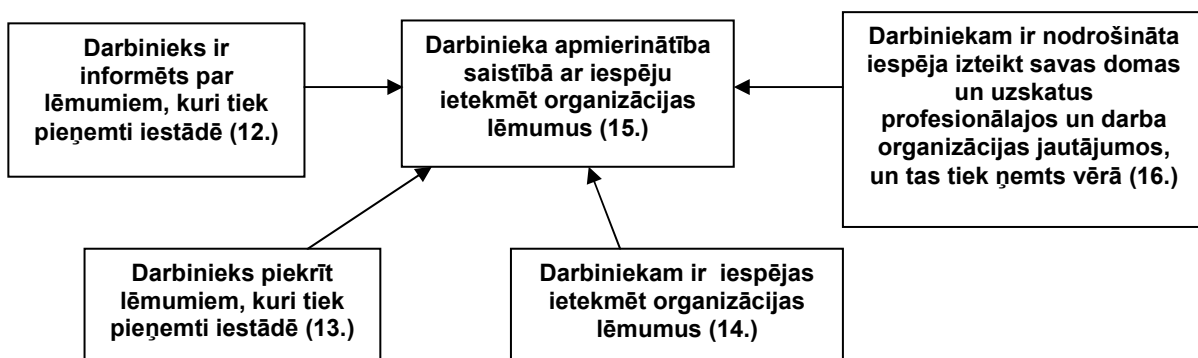 Darbinieks ir
informēts par
lēmumiem, kuri tiek
pieņemti iestādē (12.)
Darbinieka apmierinātība
saistībā ar iespēju
ietekmēt organizācijas
lēmumus (15.)
Darbiniekam ir nodrošināta
iespēja izteikt savas domas
un uzskatus
profesionālajos un darba
organizācijas jautājumos,
un tas tiek ņemts vērā (16.)
Darbinieks piekrīt
lēmumiem, kuri tiek
pieņemti iestādē (13.)
Darbiniekam ir iespējas
ietekmēt organizācijas
lēmumus (14.)